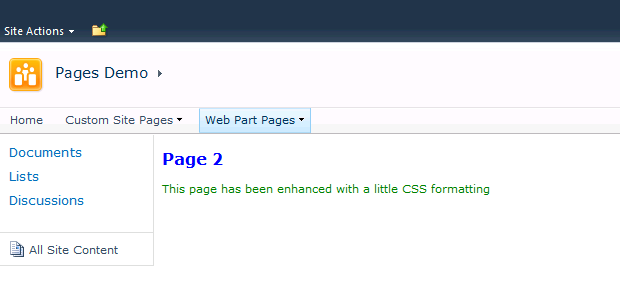 Site Actions
Pages Demo
Home Custom Site Pages Web Part Pages
Documents
Lists
Discussions
All Site Content
Page 2
This page has been enhanced with a little CSS formatting